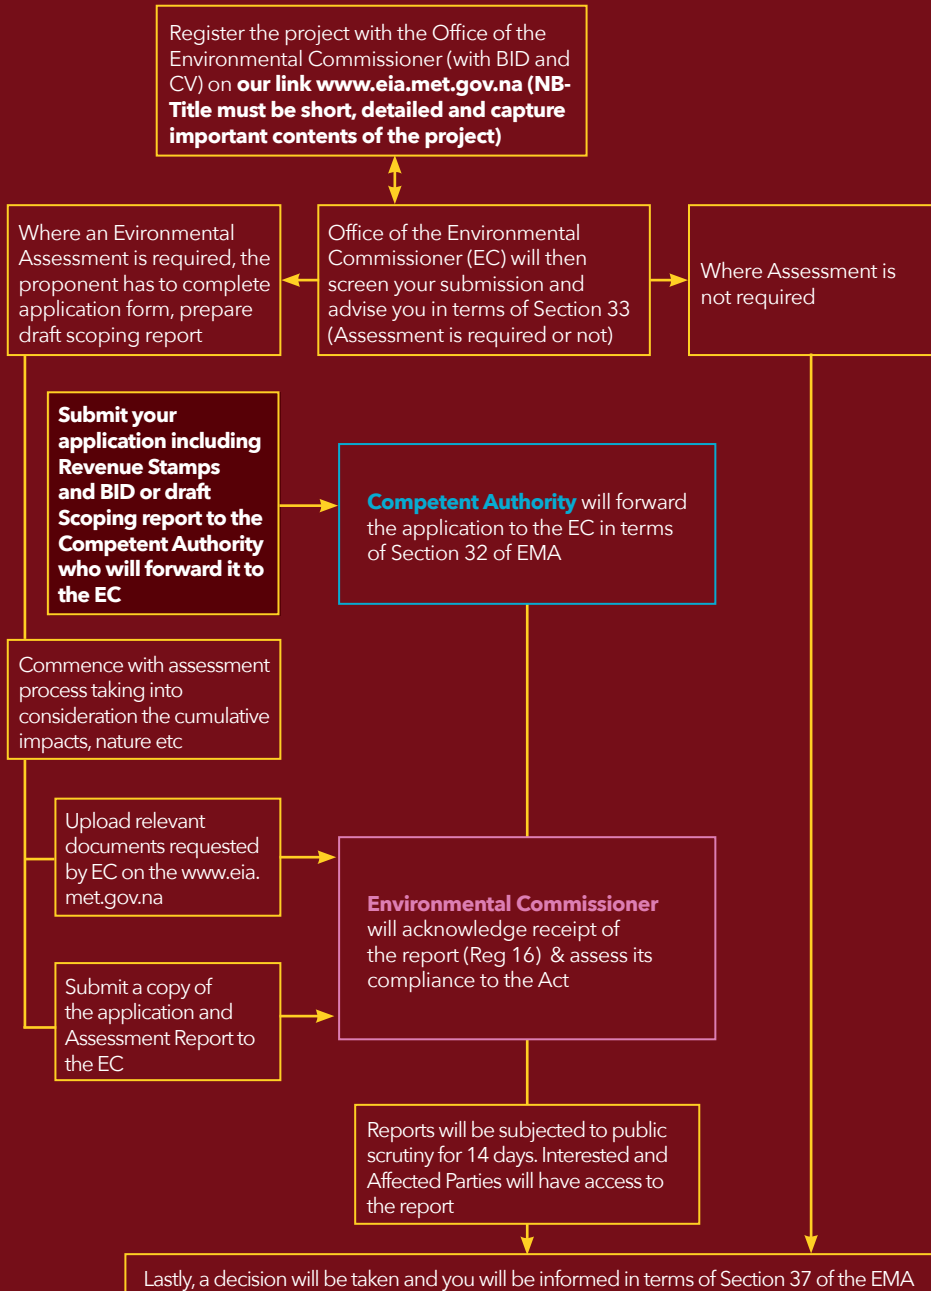 Register the project with the Office of the
Environmental Commissioner (with BID and
CV) on our link www.eia.met.gov.na (NB-
Title must be short, detailed and capture
important contents of the project)
Where an Evironmental
Assessment is required, the
proponent has to complete
application form, prepare
draft scoping report
Office of the Environmental
Commissioner (EC) will then
screen your submission and
advise you in terms of Section 33
(Assessment is required or not)
Where Assessment is
not required
Submit your
application including
Revenue Stamps
and BID or draft
Scoping report to the
Competent Authority
who will forward it to
the EC
Competent Authority will forward
the application to the EC in terms
of Section 32 of EMA
Commence with assessment
process taking into
consideration the cumulative
impacts, nature etc
Upload relevant
documents requested
by EC on the www.eia.
met.gov.na
Environmental Commissioner
will acknowledge receipt of
the report (Reg 16) & assess its
compliance to the Act
Submit a copy of
the application and
Assessment Report to
the EC
Reports will be subjected to public
scrutiny for 14 days. Interested and
Affected Parties will have access to
the report
Lastly, a decision will be taken and you will be informed in terms of Section 37 of the EMA